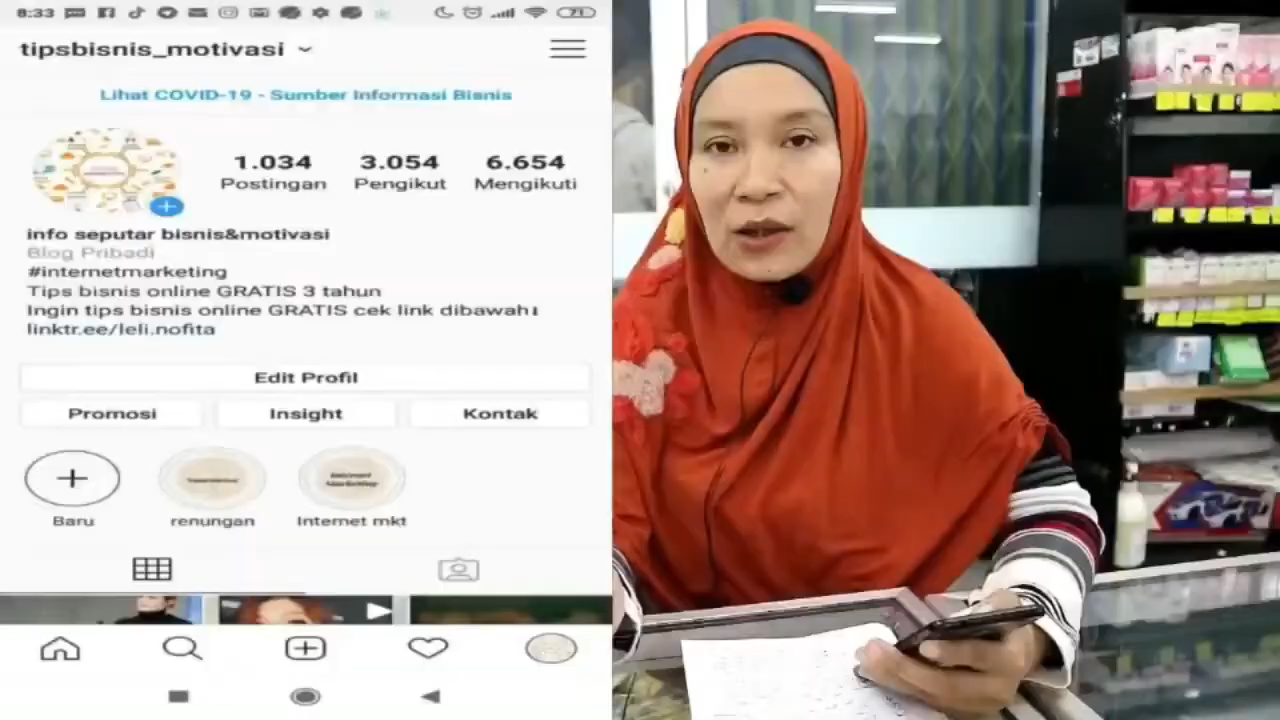 8:33
71
tipsbisnis_motivasi
Lihat COVID-19 - Sumber Informasi Bisnis
1.034 3.054 6.654
Postingan Pengikut Mengikuti
info seputar bisnis&motivasi
Blog Pribadi
#internetmarketing
Tips bisnis online GRATIS 3 tahun
Ingin tips bisnis online GRATIS cek link dibawah⬇
linktr.ee/leli.nofita
Edit Profil
Promosi Insight Kontak
Baru renungan Internet mkt